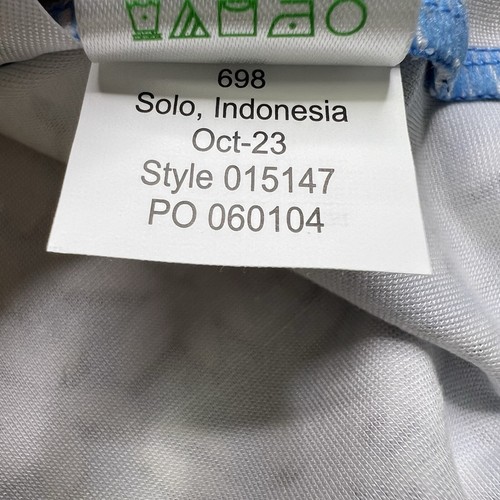 698
Solo, Indonesia
Oct-23
Style 015147
PO 060104